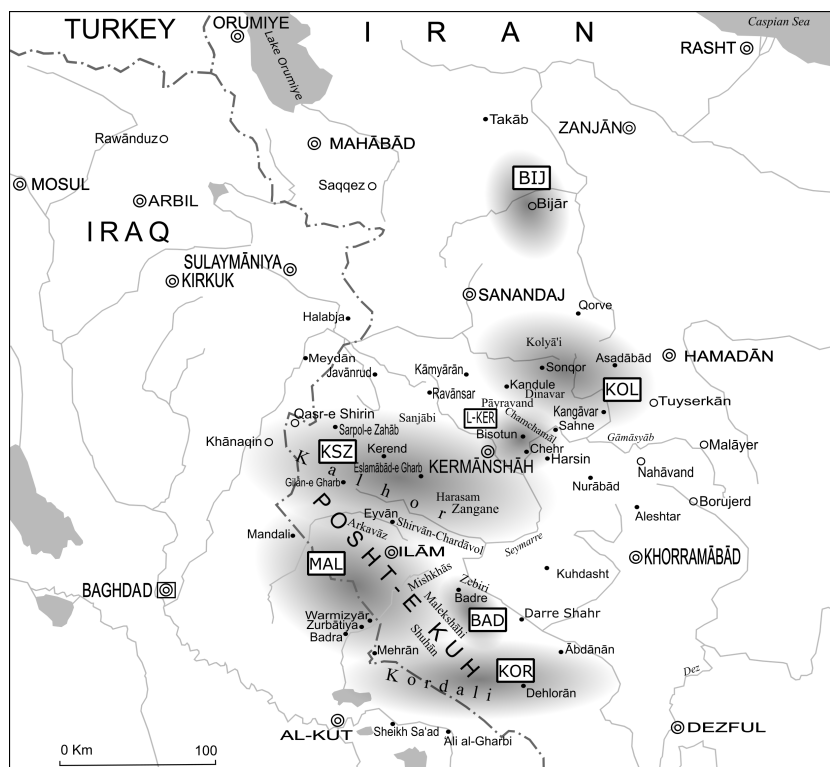 TURKEY
ORUMIYE
I R A N
Caspian Sea
Lake Orumiye
RASHT
Takāb
ZANJĀN
Rawānduz
MAHĀBĀD
Saqqez
BIJ
Bijār
MOSUL
ARBIL
IRAQ
SULAYMĀNIYA
KIRKUK
SANANDAJ
Qorve
Halabja
Kolyā'i
Meydān
Javānrud
Kāmyārān
Sonqor
Asadābād
HAMADĀN
Ravānsar
Kandule
Dinavar
KOL
Tuyserkān
Pāyravand
Qasr-e Shirin
Sanjābi
L-KER
Chamchamāl
Kangāvar
Sahne
Sarpol-e Zahāb
Bisotun
Gāmāsyāb
Khānaqin
KSZ
Kerend
Chehr
Malāyer
KERMĀNSHĀH
Harsin
Eslamābād-e Gharb
Nahāvand
Gilān-e Gharb
Kalhor
Nurābād
Harasam
Zangane
Borujerd
Aleshtar
POSHT-E KUH
Eyvān
Arkavāz
Shirvān-Chardāvol
Mandali
ILĀM
Seymarre
KHORRAMĀBĀD
MAL
Mishkhās
Zebiri
Kuhdasht
BAGHDAD
Badre
Malekshāhi
Warmizyār
Zurbātiya
Badra
BAD
Darre Shahr
Shuhān
Mehrān
Ābdānān
KOR
Dez
Kordali
Dehlorān
AL-KUT
Sheikh Sa'ad
Ali al-Gharbi
DEZFUL
0 Km 100